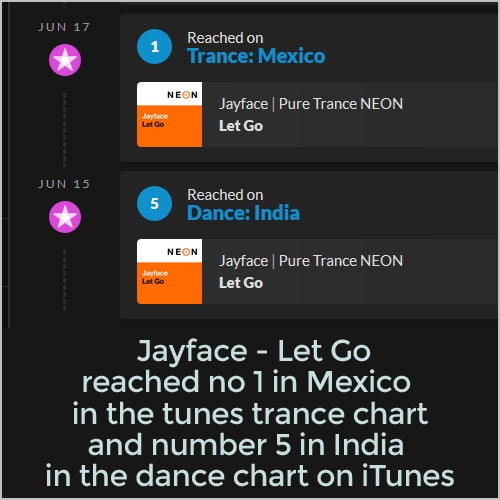 JUN 17
1
Reached on
Trance: Mexico
NEON
Jayface
Let Go
Jayface | Pure Trance NEON
Let Go
JUN 15
5
Reached on
Dance: India
NEON
Jayface
Let Go
Jayface | Pure Trance NEON
Let Go
Jayface - Let Go
reached no 1 in Mexico
in the tunes trance chart
and number 5 in India
in the dance chart on iTunes